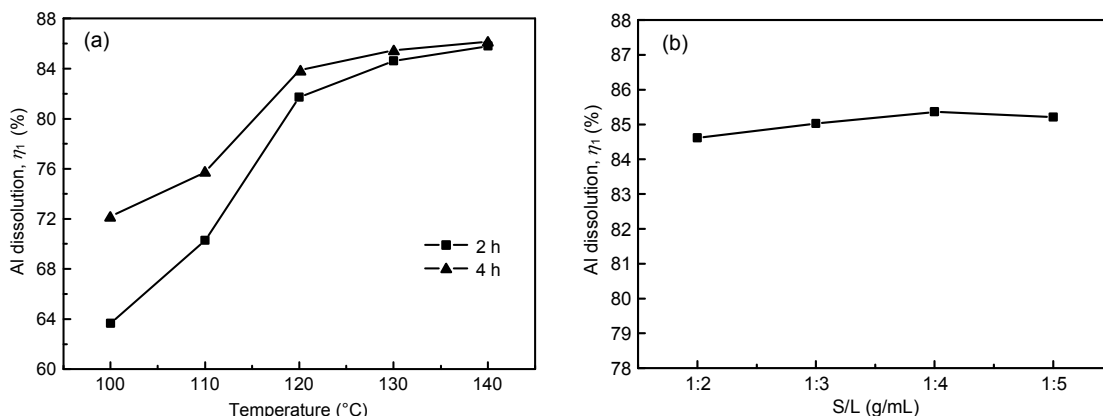 (a)
Al dissolution, η₁ (%)
88
84
80
76
72
68
64
60
100 110 120 130 140
Temperature (°C)
2 h
4 h
(b)
Al dissolution, η₁ (%)
88
87
86
85
84
83
82
81
80
79
78
1:2 1:3 1:4 1:5
S/L (g/mL)